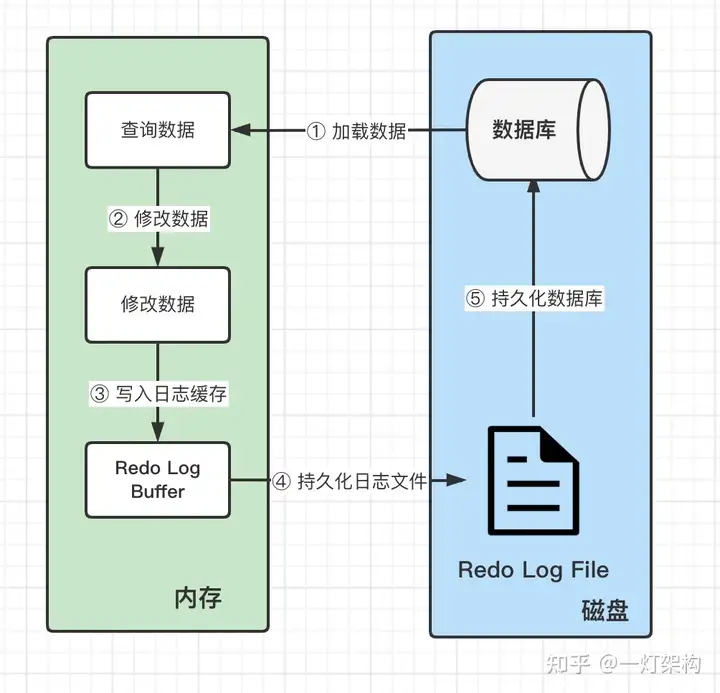 查询数据
① 加载数据
数据库
② 修改数据
修改数据
⑤ 持久化数据库
③ 写入日志缓存
Redo Log
Buffer
④ 持久化日志文件
Redo Log File
内存
磁盘
知乎 @一灯架构